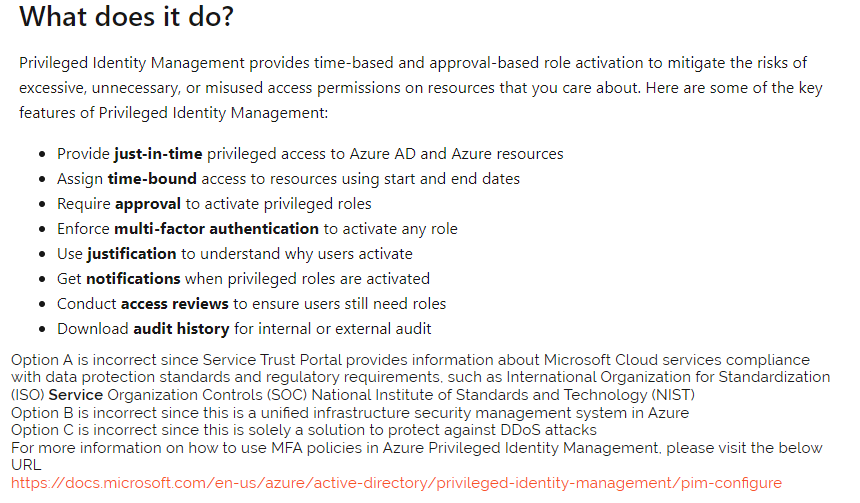 What does it do?
Privileged Identity Management provides time-based and approval-based role activation to mitigate the risks of
excessive, unnecessary, or misused access permissions on resources that you care about. Here are some of the key
features of Privileged Identity Management:
• Provide just-in-time privileged access to Azure AD and Azure resources
• Assign time-bound access to resources using start and end dates
• Require approval to activate privileged roles
• Enforce multi-factor authentication to activate any role
• Use justification to understand why users activate
• Get notifications when privileged roles are activated
• Conduct access reviews to ensure users still need roles
• Download audit history for internal or external audit
Option A is incorrect since Service Trust Portal provides information about Microsoft Cloud services compliance
with data protection standards and regulatory requirements, such as International Organization for Standardization
(ISO) Service Organization Controls (SOC) National Institute of Standards and Technology (NIST)
Option B is incorrect since this is a unified infrastructure security management system in Azure
Option C is incorrect since this is solely a solution to protect against DDoS attacks
For more information on how to use MFA policies in Azure Privileged Identity Management, please visit the below
URL
https://docs.microsoft.com/en-us/azure/active-directory/privileged-identity-management/pim-configure